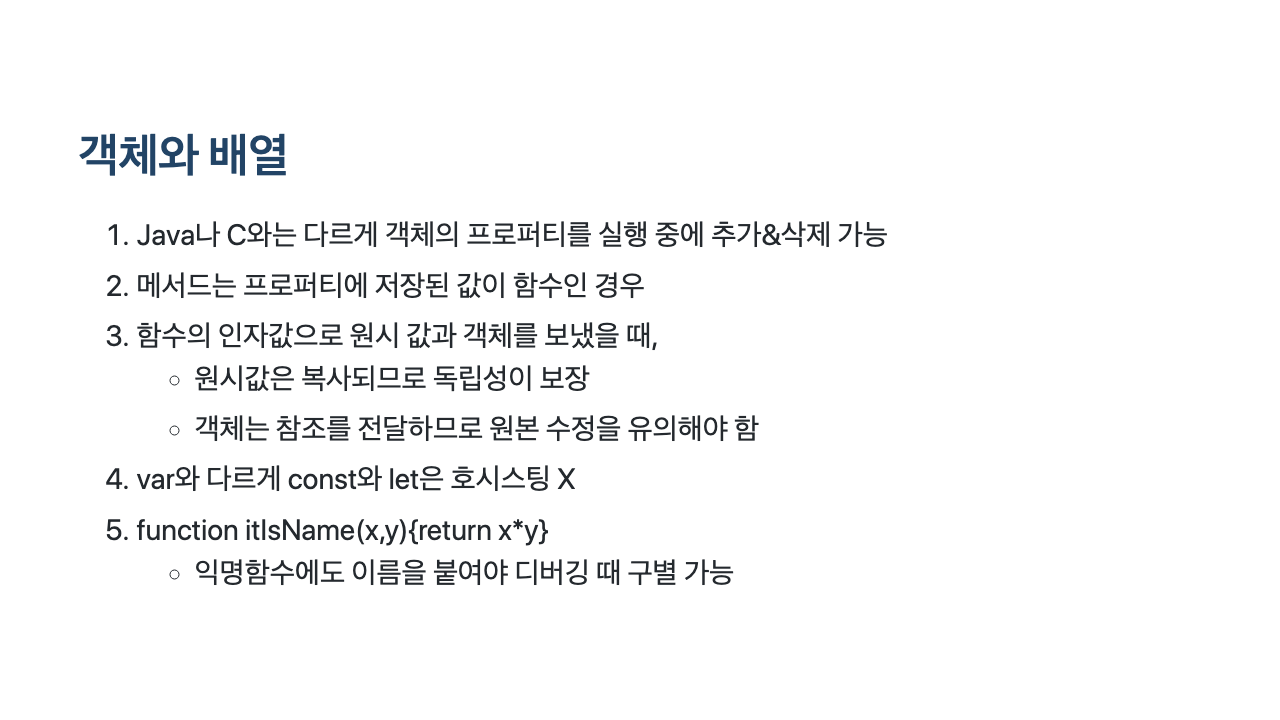 객체와 배열
1. Java나 C와는 다르게 객체의 프로퍼티를 실행 중에 추가&삭제 가능
2. 메서드는 프로퍼티에 저장된 값이 함수인 경우
3. 함수의 인자값으로 원시 값과 객체를 보냈을 때,
◦ 원시값은 복사되므로 독립성이 보장
◦ 객체는 참조를 전달하므로 원본 수정을 유의해야 함
4. var와 다르게 const와 let은 호시스팅 X
5. function itIsName(x,y){return x*y}
◦ 익명함수에도 이름을 붙여야 디버깅 때 구별 가능